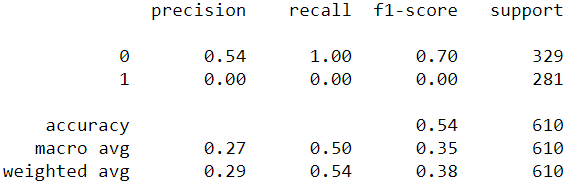 precision recall f1-score support
0 0.54 1.00 0.70 329
1 0.00 0.00 0.00 281
accuracy 0.54 610
macro avg 0.27 0.50 0.35 610
weighted avg 0.29 0.54 0.38 610